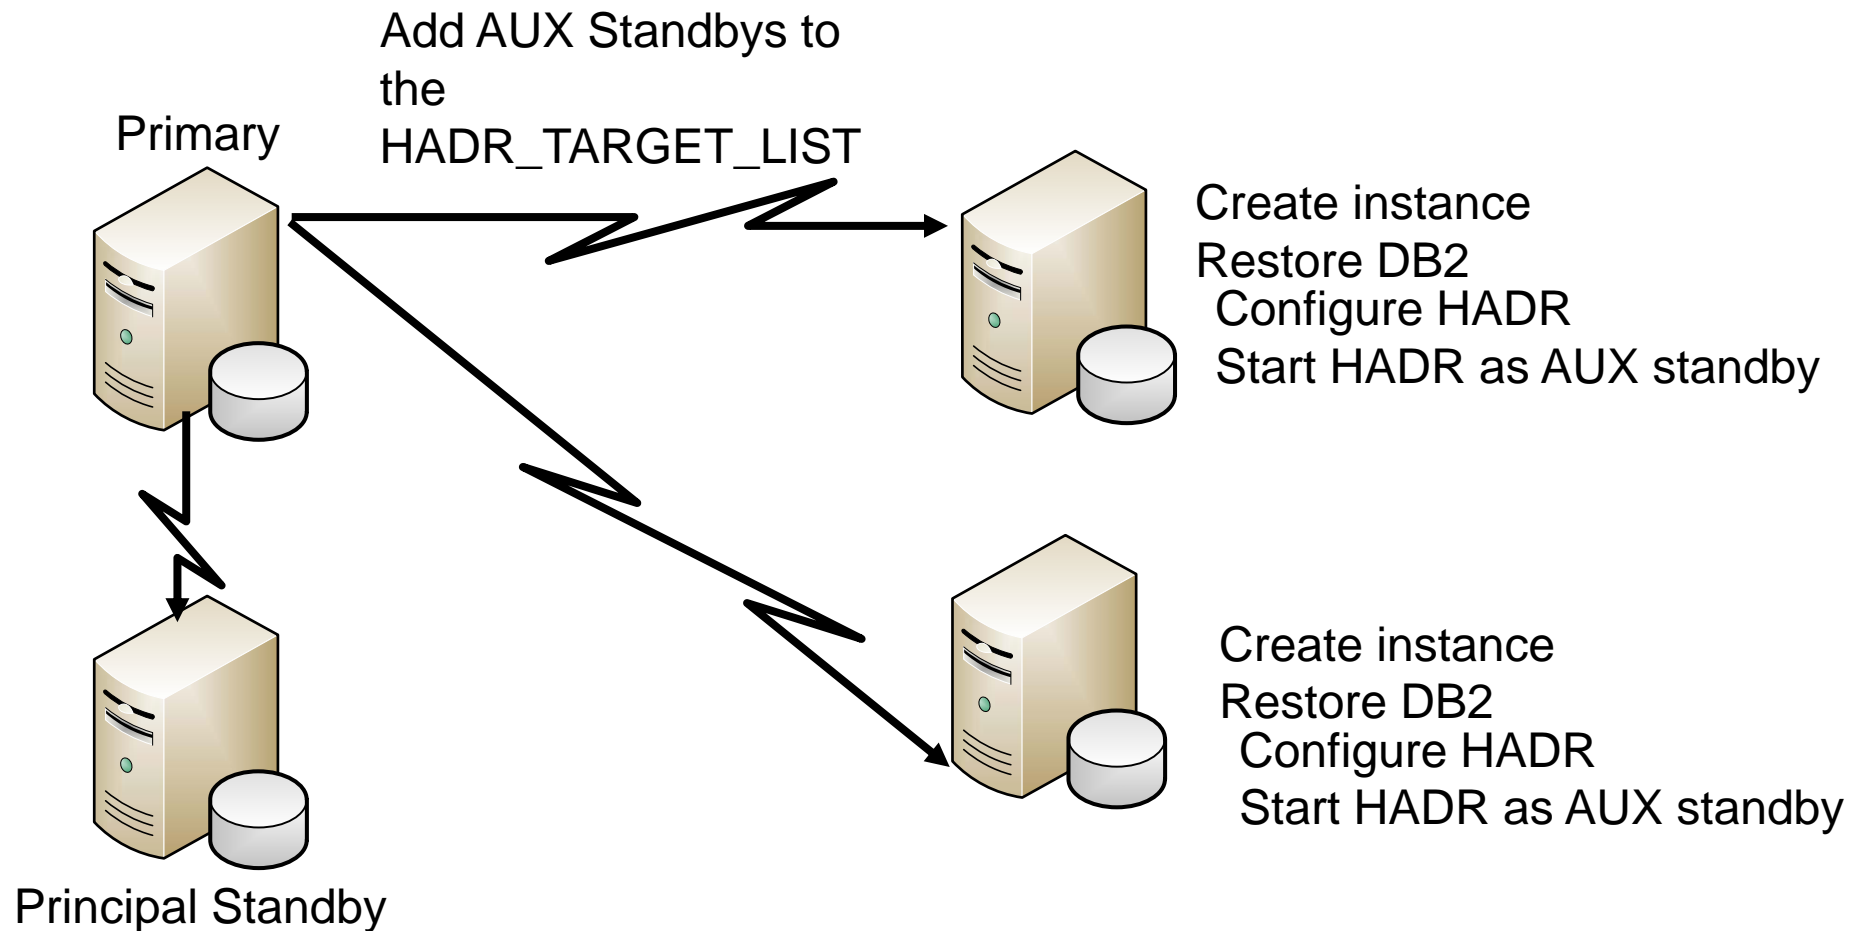 Add AUX Standbys to
the
HADR_TARGET_LIST
Primary
Create instance
Restore DB2
Configure HADR
Start HADR as AUX standby
Create instance
Restore DB2
Configure HADR
Start HADR as AUX standby
Principal Standby